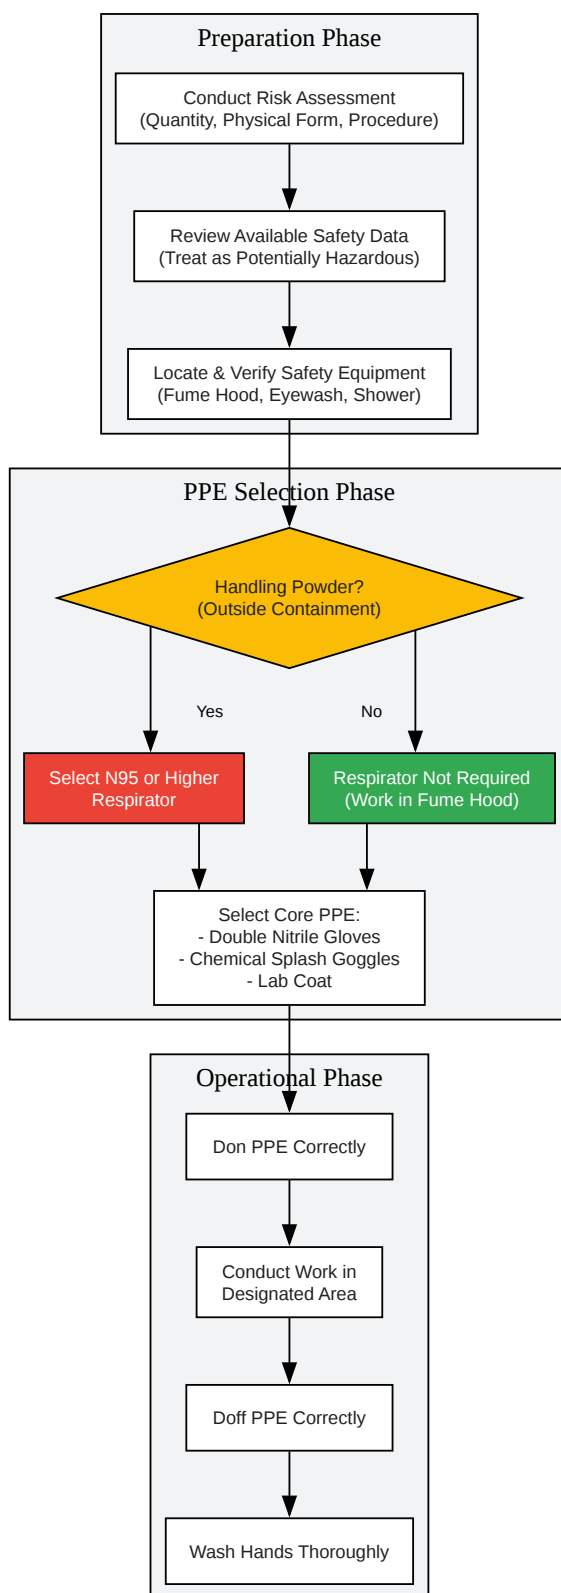 Preparation Phase
Conduct Risk Assessment
(Quantity, Physical Form, Procedure)
Review Available Safety Data
(Treat as Potentially Hazardous)
Locate & Verify Safety Equipment
(Fume Hood, Eyewash, Shower)
PPE Selection Phase
Handling Powder?
(Outside Containment)
Yes
No
Select N95 or Higher
Respirator
Respirator Not Required
(Work in Fume Hood)
Select Core PPE:
- Double Nitrile Gloves
- Chemical Splash Goggles
- Lab Coat
Operational Phase
Don PPE Correctly
Conduct Work in
Designated Area
Doff PPE Correctly
Wash Hands Thoroughly